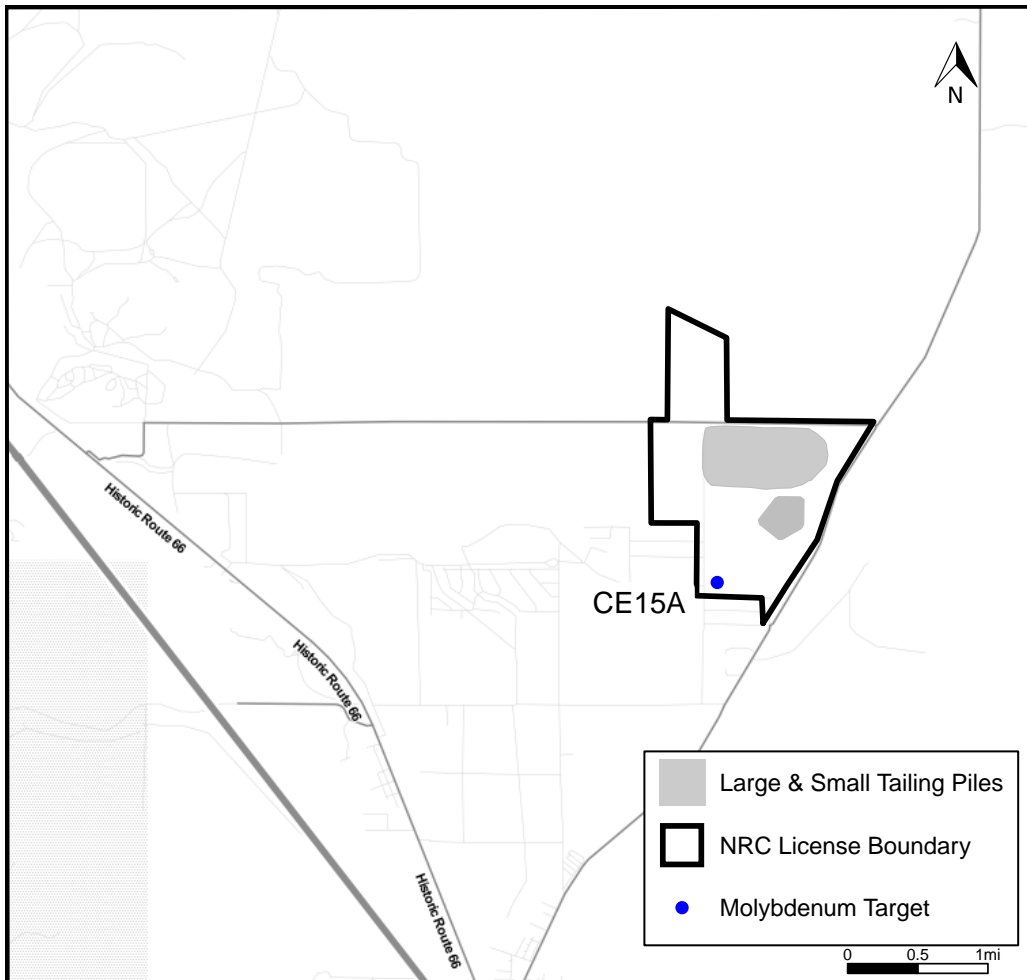 N
Historic Route 66
Historic Route 66
CE15A
Large & Small Tailing Piles
NRC License Boundary
Molybdenum Target
Historic Route 66
0 0.5 1mi